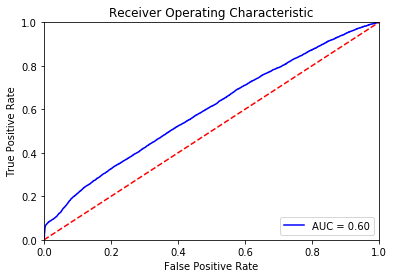 Receiver Operating Characteristic
True Positive Rate
1.0
0.8
0.6
0.4
0.2
0.0
AUC = 0.60
0.0 0.2 0.4 0.6 0.8 1.0
False Positive Rate